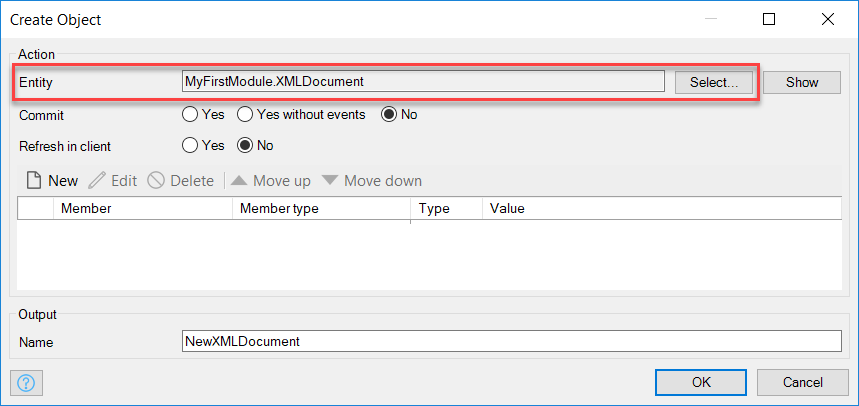 Create Object
Action
Entity MyFirstModule.XMLDocument Select... Show
Commit Yes Yes without events No
Refresh in client Yes No
New Edit Delete Move up Move down
Member Member type Type Value
Output
Name NewXMLDocument
? OK Cancel